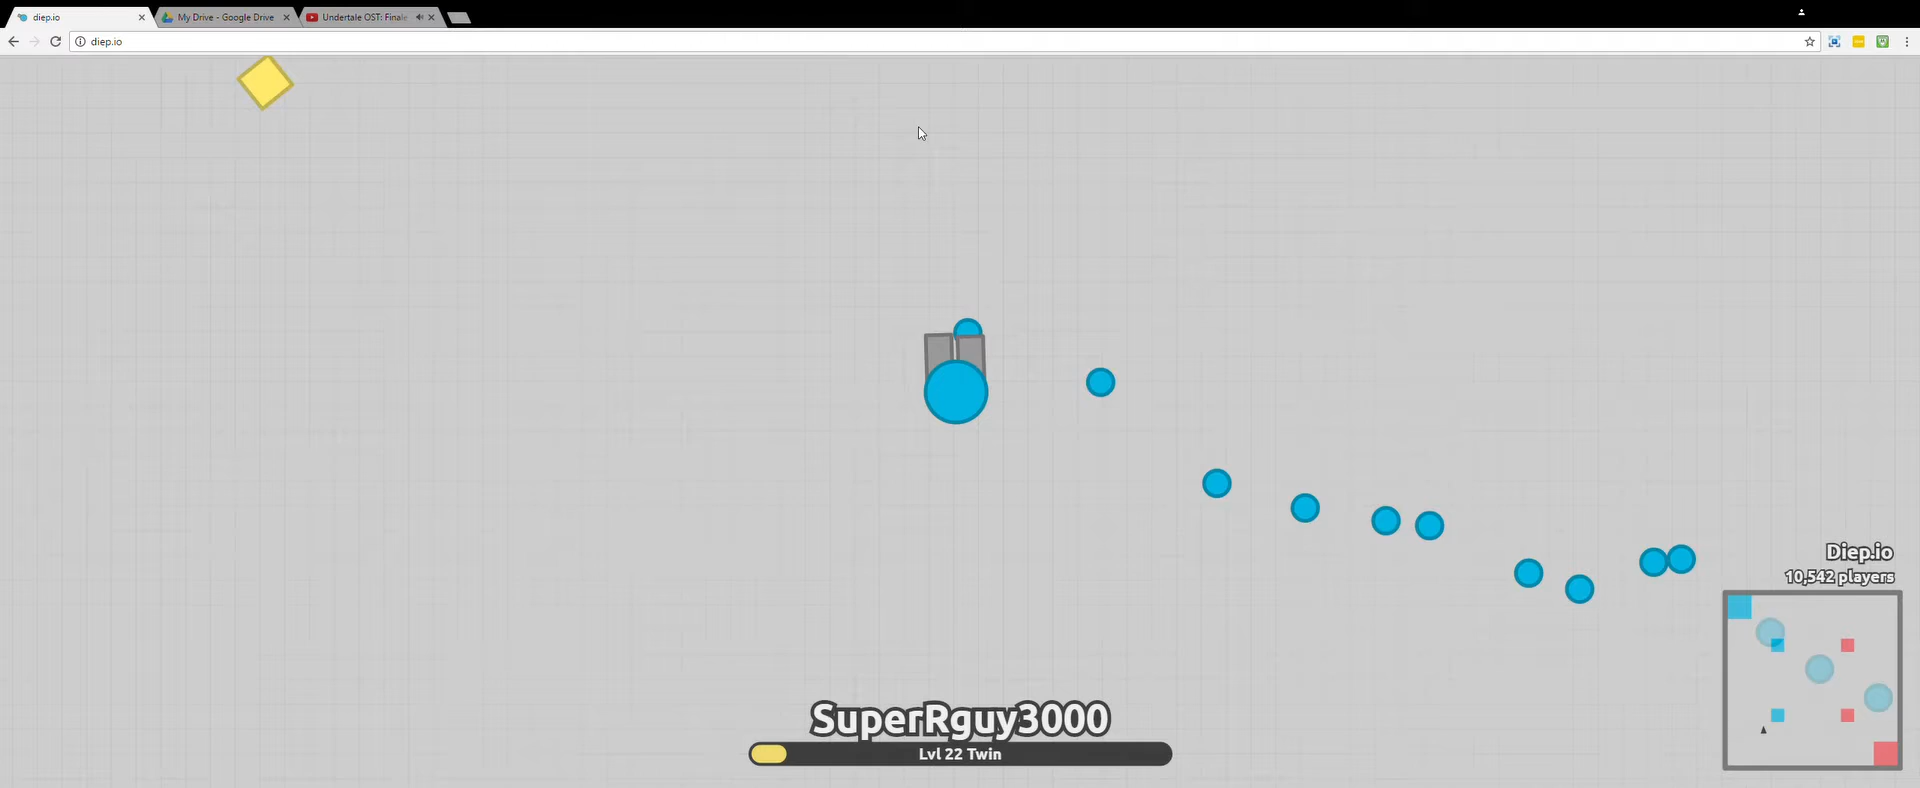 diep.io
My Drive - Google Drive
Undertale OST: Finale
diep.io
Diep.io
10,542 players
SuperRguy3000
Lvl 22 Twin